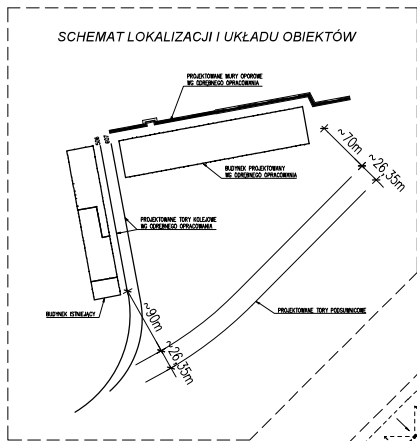 SCHEMAT LOKALIZACJI I UKŁADU OBIEKTÓW
PROJEKTOWANE MURY OPOROWE
WG ODRĘBNEGO OPRACOWANIA
BUDYNEK PROJEKTOWANY
WG ODRĘBNEGO OPRACOWANIA
~70m
~26,35m
PROJEKTOWANE TORY KOLEJOWE
WG ODRĘBNEGO OPRACOWANIA
BUDYNEK ISTNIEJĄCY
~90m
~26,35m
PROJEKTOWANE TORY PODSUWNICOWE